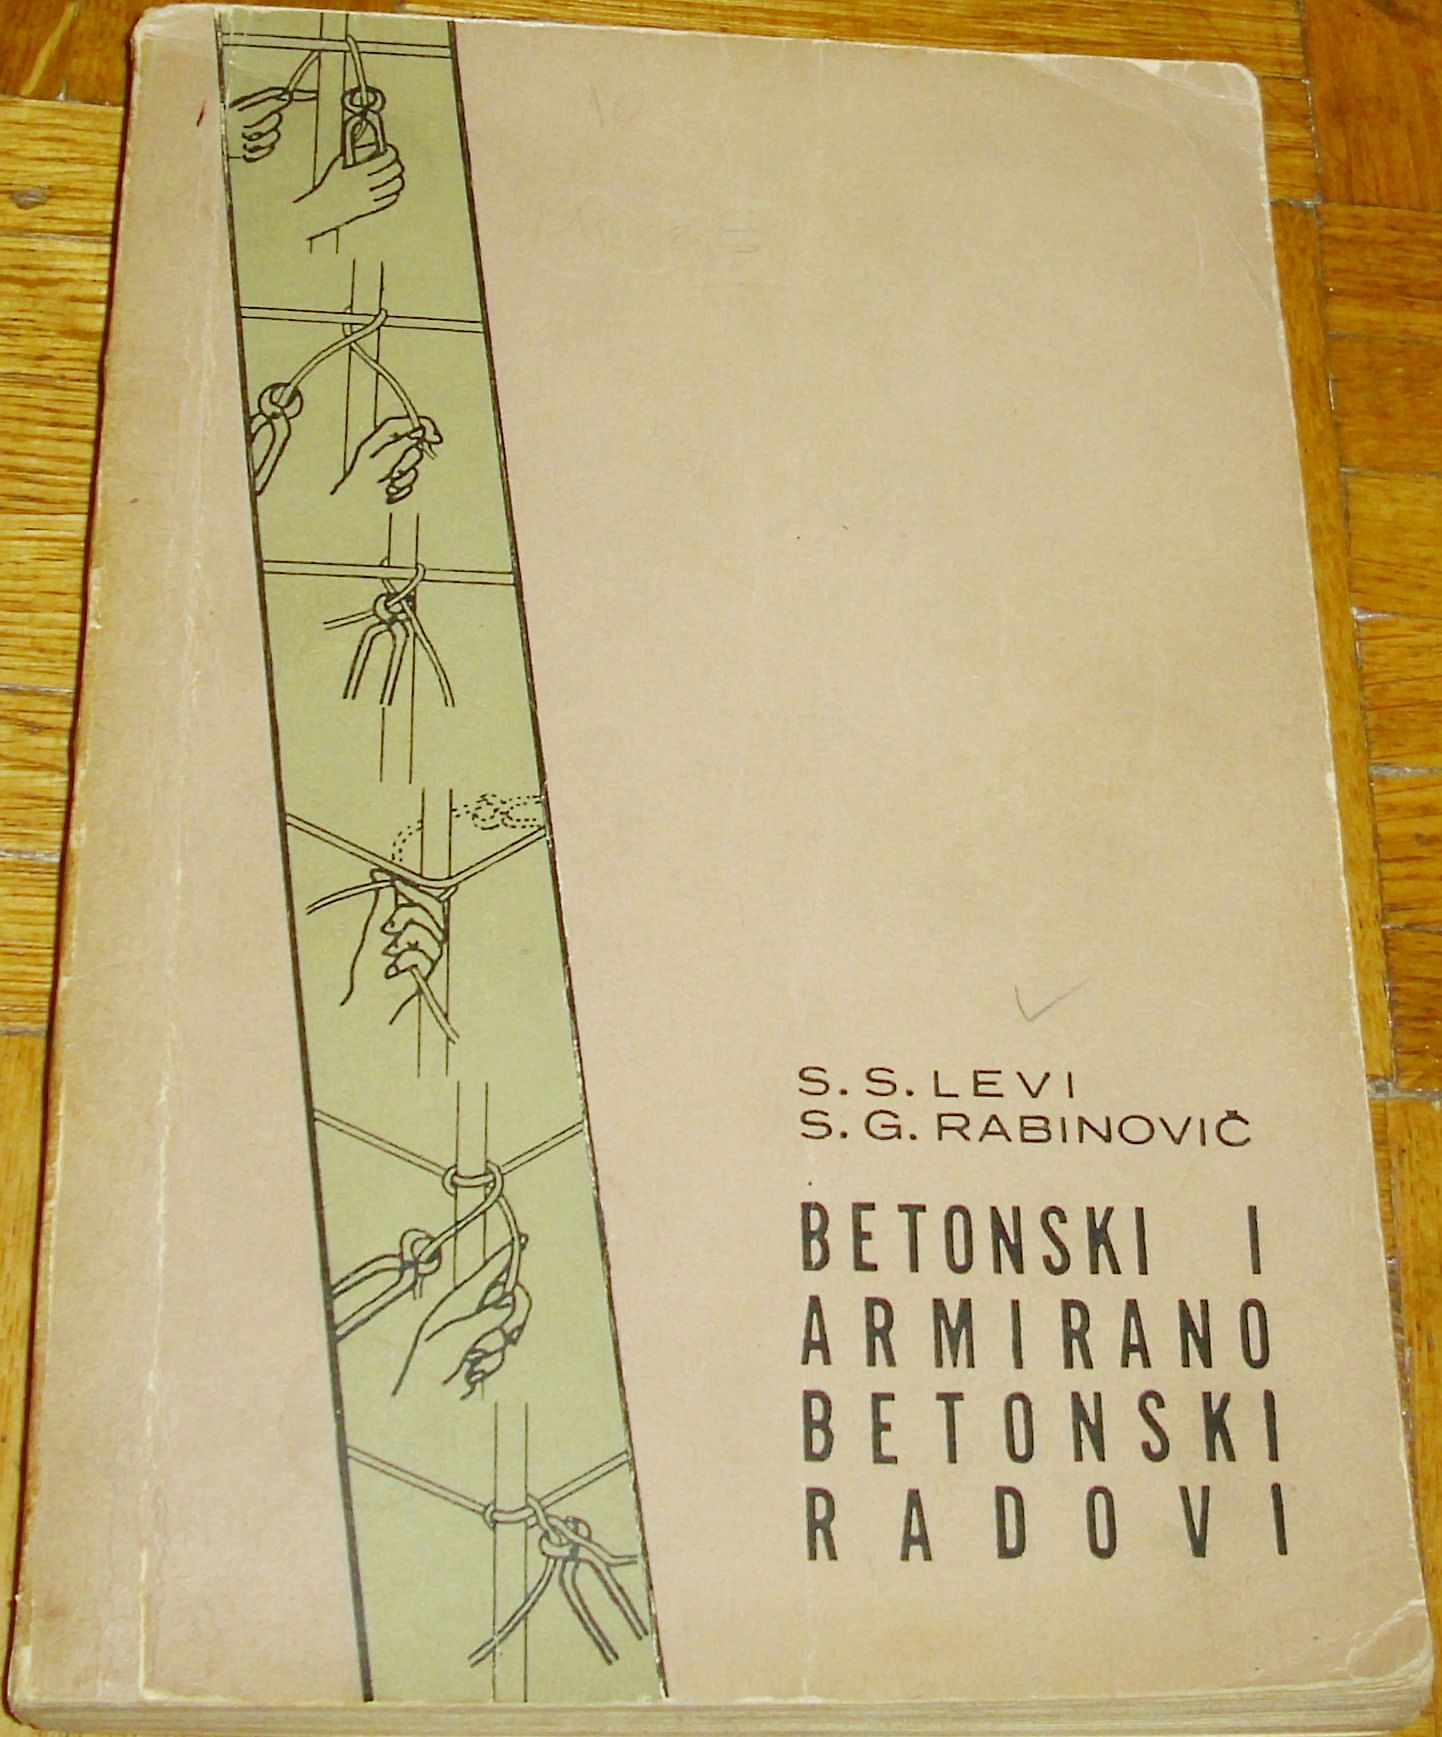 S. S. LEVI
S. G. RABINOVIČ
BETONSKI I
ARMIRANO
BETONSKI
RADOVI